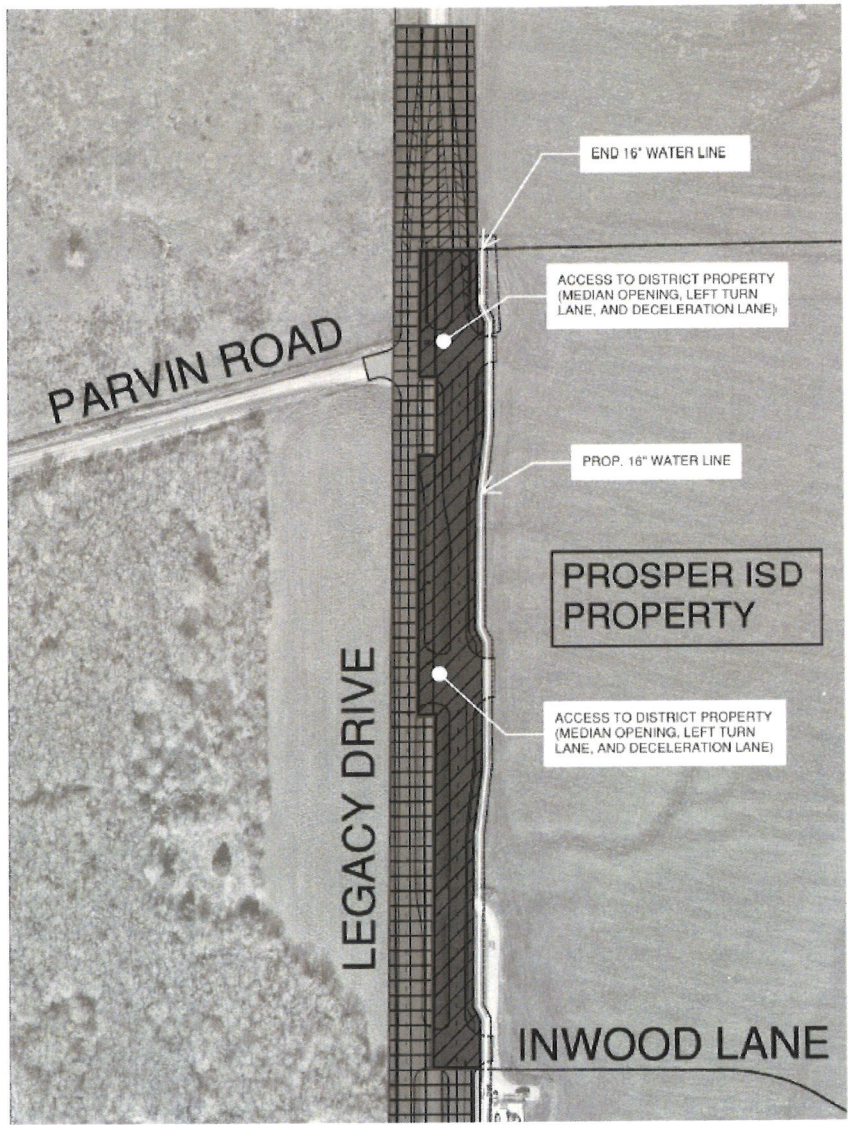 END 16" WATER LINE
ACCESS TO DISTRICT PROPERTY
(MEDIAN OPENING, LEFT TURN
LANE, AND DECELERATION LANE)
PARVIN ROAD
PROP. 16" WATER LINE
PROSPER ISD
PROPERTY
LEGACY DRIVE
ACCESS TO DISTRICT PROPERTY
(MEDIAN OPENING, LEFT TURN
LANE, AND DECELERATION LANE)
INWOOD LANE